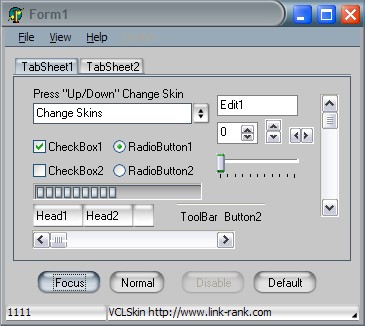 Form1
File View Help
TabSheet1 TabSheet2
Press "Up/Down" Change Skin
Change Skins
Edit1
0
CheckBox1 RadioButton1
CheckBox2 RadioButton2
Head1 Head2
ToolBar Button2
Focus Normal Disable Default
1111 VCLSkin http://www.link-rank.com